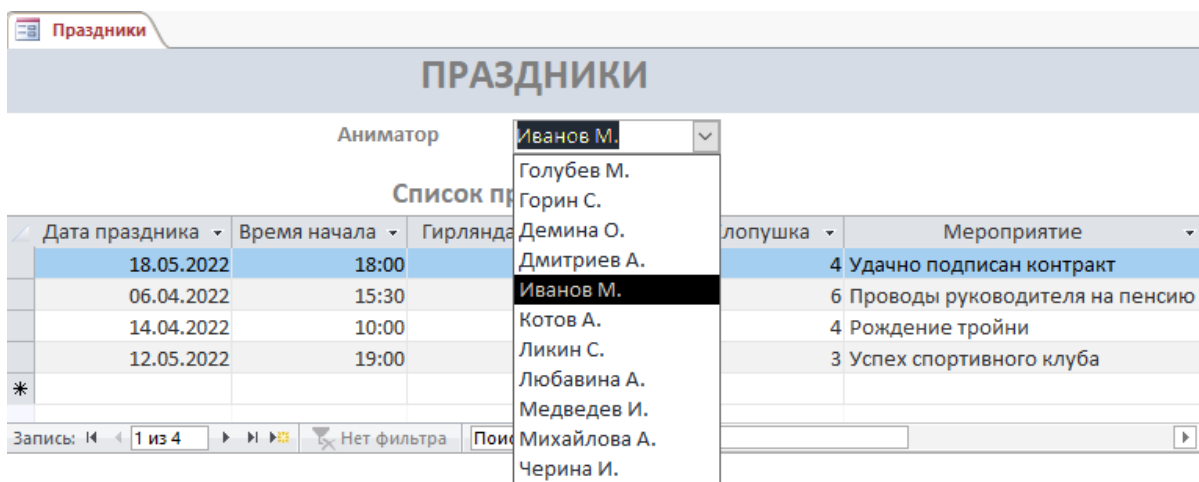 Праздники
ПРАЗДНИКИ
Аниматор Иванов М.
Голубев М.
Список пр Горин С.
Дата праздника Время начала Гирлянда Демина О. лопушка Мероприятие
18.05.2022 18:00 Дмитриев А. 4 Удачно подписан контракт
06.04.2022 15:30 Иванов М. 6 Проводы руководителя на пенсию
14.04.2022 10:00 Котов А. 4 Рождение тройни
12.05.2022 19:00 Ликин С. 3 Успех спортивного клуба
Любавина А.
Медведев И.
Запись: 1 из 4 Нет фильтра Поис Михайлова А.
Черина И.